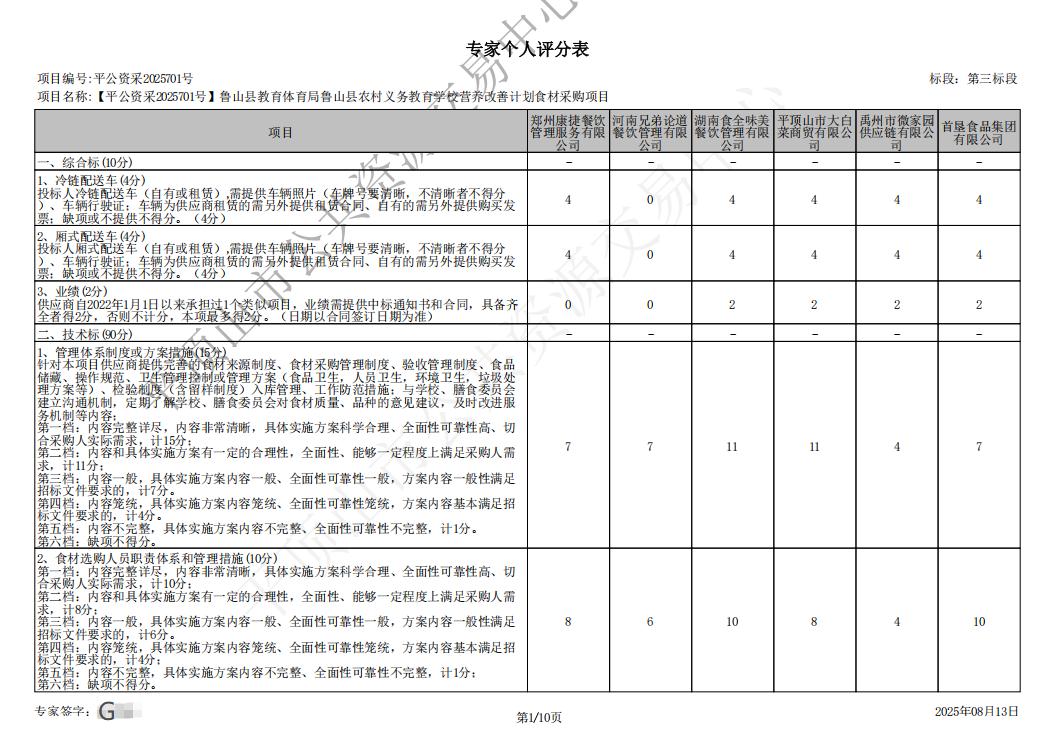 专家个人评分表
项目编号:平公资采2025701号
标段: 第三标段
项目名称:【平公资采2025701号】鲁山县教育体育局鲁山县农村义务教育学校营养改善计划食材采购项目
项目
郑州康捷餐饮
管理服务有限
公司
河南兄弟论道
餐饮管理有限
公司
湖南食全味美
餐饮管理有限
公司
平顶山市大白
菜商贸有限公
司
禹州市微家园
供应链有限公
司
首垦食品集团
有限公司
一、综合标(10分) - - - - - -
1、冷链配送车(4分)
投标人冷链配送车（自有或租赁）,需提供车辆照片（车牌号要清晰，不清晰者不得分
）、车辆行驶证；车辆为供应商租赁的需另外提供租赁合同、自有的需另外提供购买发
票；缺项或不提供不得分。（4分）
4 0 4 4 4 4
2、厢式配送车(4分)
投标人厢式配送车（自有或租赁）,需提供车辆照片（车牌号要清晰，不清晰者不得分
）、车辆行驶证；车辆为供应商租赁的需另外提供租赁合同、自有的需另外提供购买发
票；缺项或不提供不得分。（4分）
4 0 4 4 4 4
3、业绩(2分)
供应商自2022年1月1日以来承担过1个类似项目，业绩需提供中标通知书和合同，具备齐
全者得2分，否则不计分，本项最多得2分。（日期以合同签订日期为准）
0 0 2 2 2 2
二、技术标(90分) - - - - - -
1、管理体系制度或方案措施(15分)
针对本项目供应商提供完善的食材来源制度、食材采购管理制度、验收管理制度、食品
储藏、操作规范、卫生管理控制或管理方案（食品卫生，人员卫生，环境卫生，垃圾处
理方案等）、检验制度（含留样制度）入库管理、工作防范措施；与学校、膳食委员会
建立沟通机制，定期了解学校、膳食委员会对食材质量、品种的意见建议，及时改进服
务机制等内容；
第一档：内容完整详尽，内容非常清晰，具体实施方案科学合理、全面性可靠性高、切
合采购人实际需求，计15分；
第二档：内容和具体实施方案有一定的合理性，全面性、能够一定程度上满足采购人需
求，计11分；
第三档：内容一般，具体实施方案内容一般、全面性可靠性一般，方案内容一般性满足
招标文件要求的，计7分。
第四档：内容笼统，具体实施方案内容笼统、全面性可靠性笼统，方案内容基本满足招
标文件要求的，计4分。
第五档：内容不完整，具体实施方案内容不完整、全面性可靠性不完整，计1分。
第六档：缺项不得分。
7 7 11 11 4 7
2、食材选购人员职责体系和管理措施(10分)
第一档：内容完整详尽，内容非常清晰，具体实施方案科学合理、全面性可靠性高、切
合采购人实际需求，计10分；
第二档：内容和具体实施方案有一定的合理性，全面性、能够一定程度上满足采购人需
求，计8分；
第三档：内容一般，具体实施方案内容一般、全面性可靠性一般，方案内容一般性满足
招标文件要求的，计6分。
第四档：内容笼统，具体实施方案内容笼统、全面性可靠性笼统，方案内容基本满足招
标文件要求的，计4分；
第五档：内容不完整，具体实施方案内容不完整、全面性可靠性不完整，计1分；
第六档：缺项不得分。
8 6 10 8 4 10
专家签字: G
第1/10页
2025年08月13日
平顶山市公共资源交易中心
平顶山市公共资源交易中心